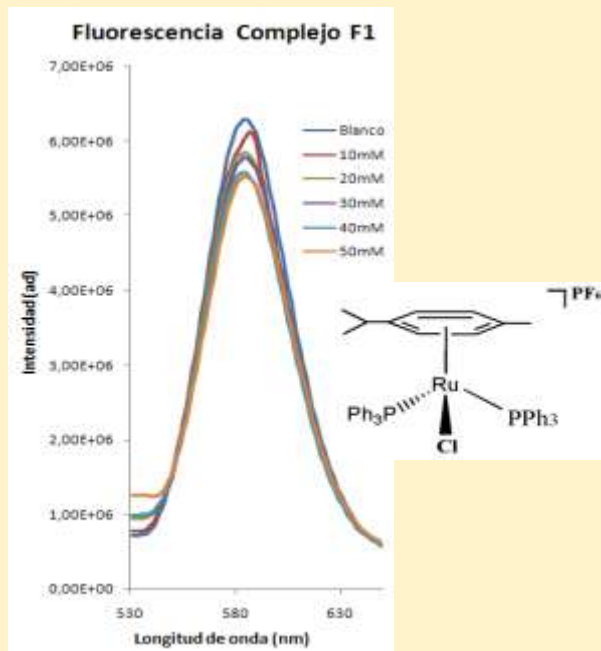 Fluorescencia Complejo F1
7,00E+06
6,00E+06
5,00E+06
4,00E+06
3,00E+06
2,00E+06
1,00E+06
0,00E+00
Intensidad(ad)
530
580
630
Longitud de onda (nm)
Blanco
10mM
20mM
30mM
40mM
50mM
PF₆
Ru
Ph₃P
PPh3
Cl